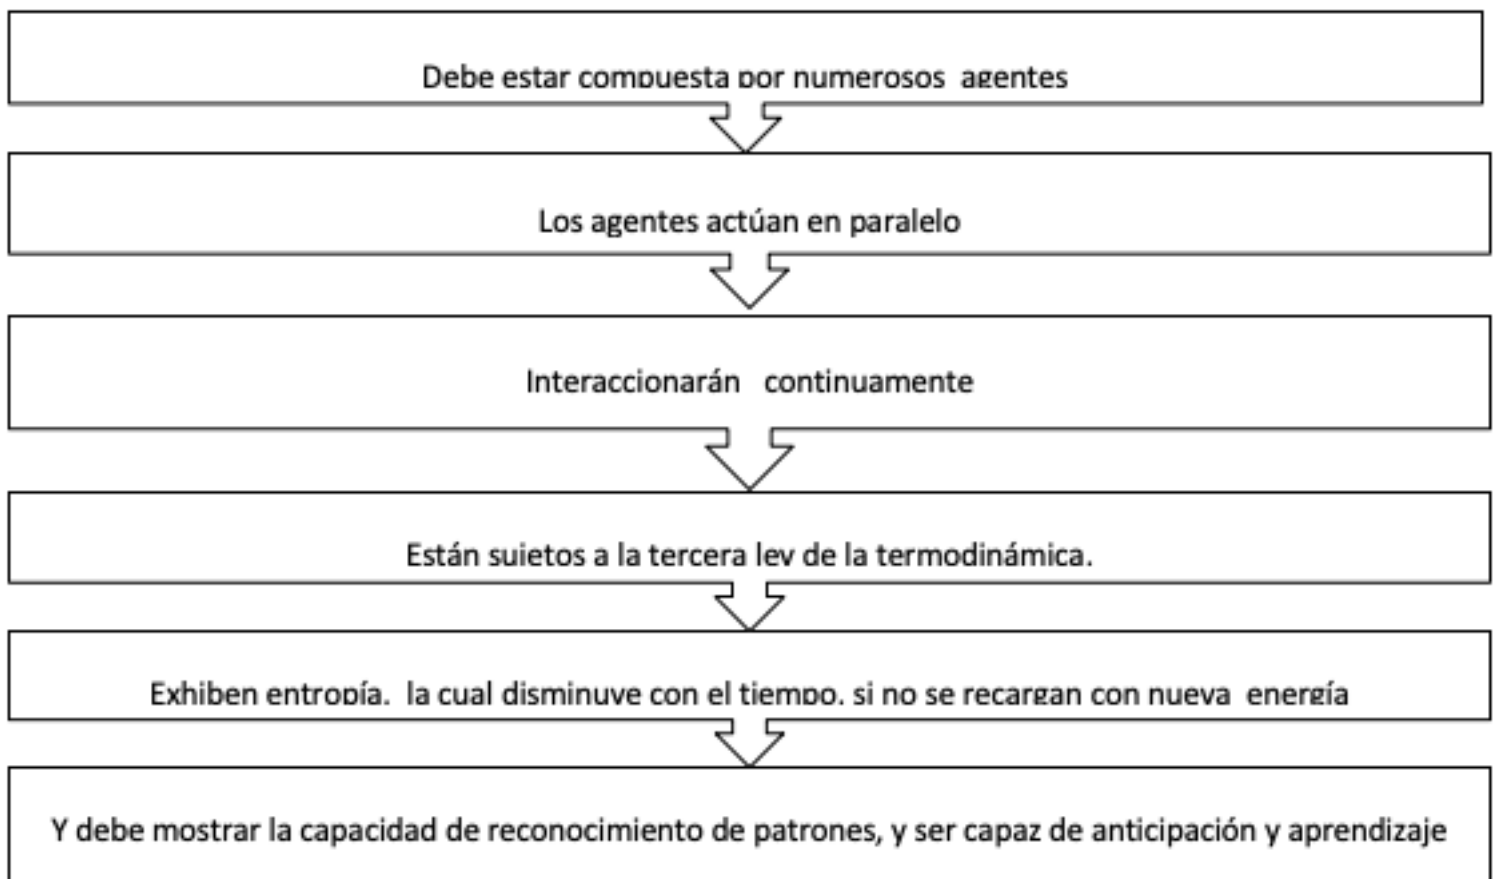 Debe estar compuesta por numerosos agentes
Los agentes actúan en paralelo
Interaccionarán continuamente
Están sujetos a la tercera ley de la termodinámica.
Exhiben entropía, la cual disminuye con el tiempo, si no se recargan con nueva energía
Y debe mostrar la capacidad de reconocimiento de patrones, y ser capaz de anticipación y aprendizaje